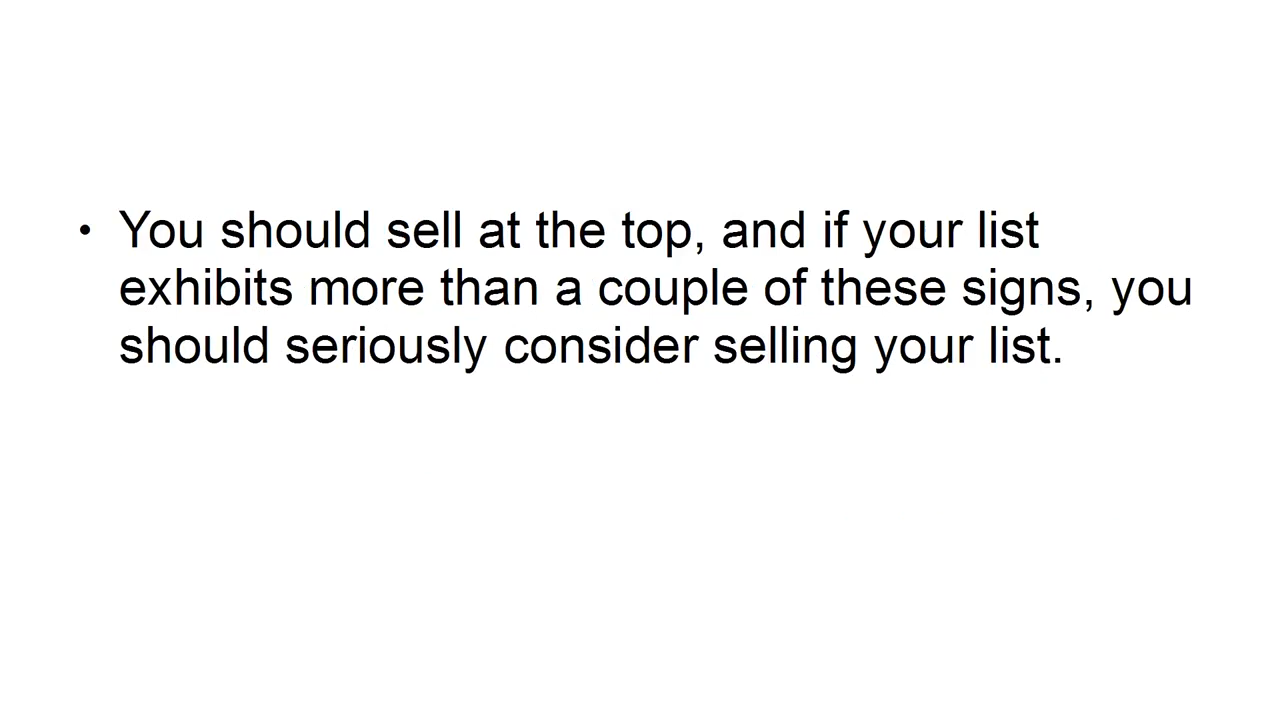 • You should sell at the top, and if your list
exhibits more than a couple of these signs, you
should seriously consider selling your list.